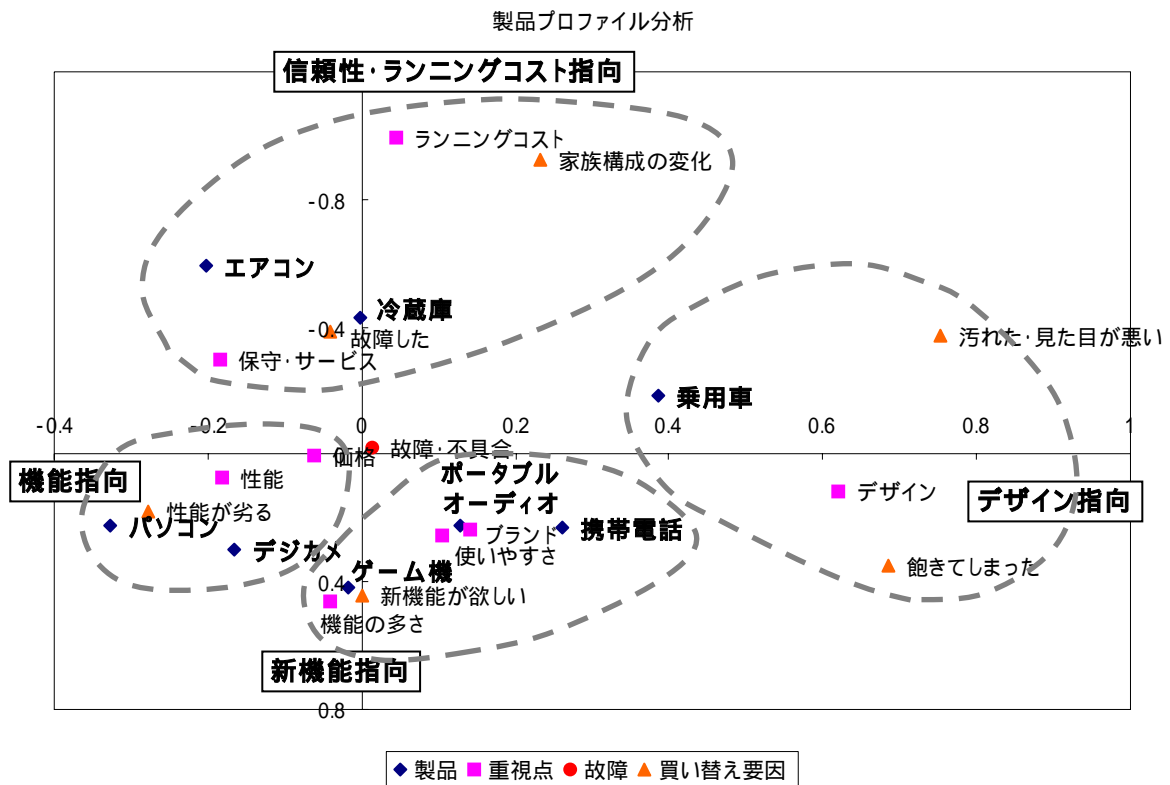 製品プロファイル分析
信頼性・ランニングコスト指向
ランニングコスト
家族構成の変化
-0.8
エアコン
冷蔵庫
-0.4
故障した
保守・サービス
汚れた・見た目が悪い
乗用車
-0.4
-0.2
0
0.2
0.4
0.6
0.8
1
故障・不具合
0
価格
機能指向
性能
ポータブル
オーディオ
デザイン
デザイン指向
性能が劣る
パソコン
デジカメ
ブランド
携帯電話
使いやすさ
ゲーム機
飽きてしまった
0.4
新機能が欲しい
機能の多さ
新機能指向
0.8
製品 重視点 故障 買い替え要因